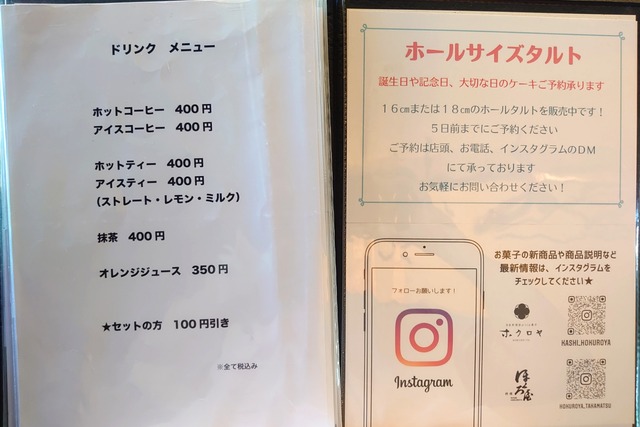 ドリンク　メニュー
ホットコーヒー　400円
アイスコーヒー　400円
ホットティー　400円
アイスティー　400円
(ストレート・レモン・ミルク)
抹茶　400円
オレンジジュース　350円
★セットの方　100円引き
※全て税込み
ホールサイズタルト
誕生日や記念日、大切な日のケーキご予約承ります
16㎝または18㎝のホールタルトを販売中です！
5日前までにご予約ください
ご予約は店頭、お電話、インスタグラムのDM
にて承っております
お気軽にお問い合わせください！
お菓子の新商品や商品説明など
最新情報は、インスタグラムを
チェックしてください★
フォローお願いします！
Instagram
ホクロヤ
KASHI.HOKUROYA
ほくろ屋
HOKUROYA_TAKAMATSU